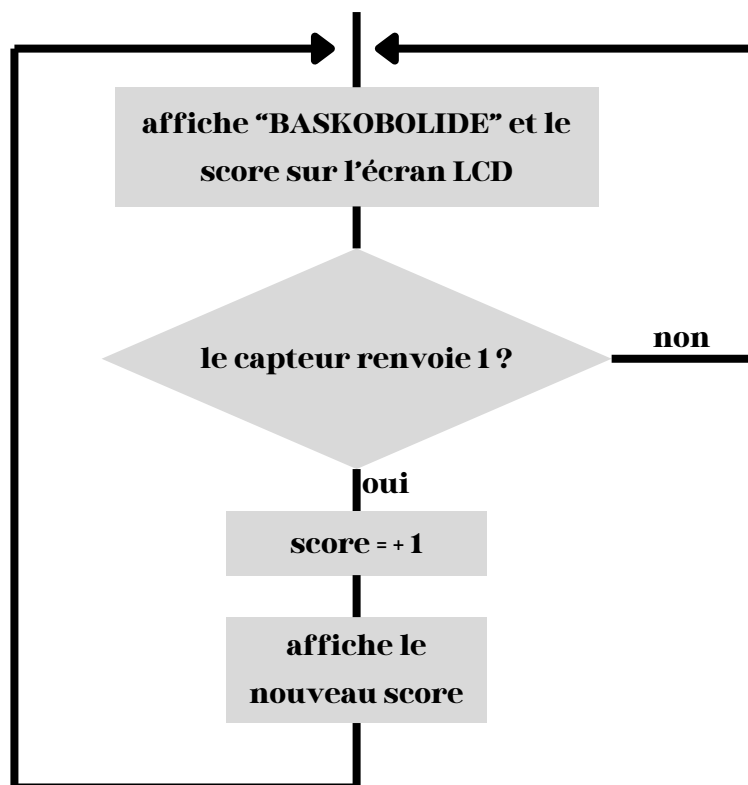 affiche “BASKOBOLIDE” et le
score sur l’écran LCD
le capteur renvoie 1 ?
non
oui
score = + 1
affiche le
nouveau score